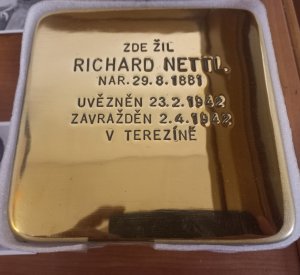 ZDE ŽIL
RICHARD NETTL
NAR. 29.8.1881
UVĚZNĚN 23.2.1942
ZAVRAŽDĚN 2.4.1942
V TEREZÍNĚ